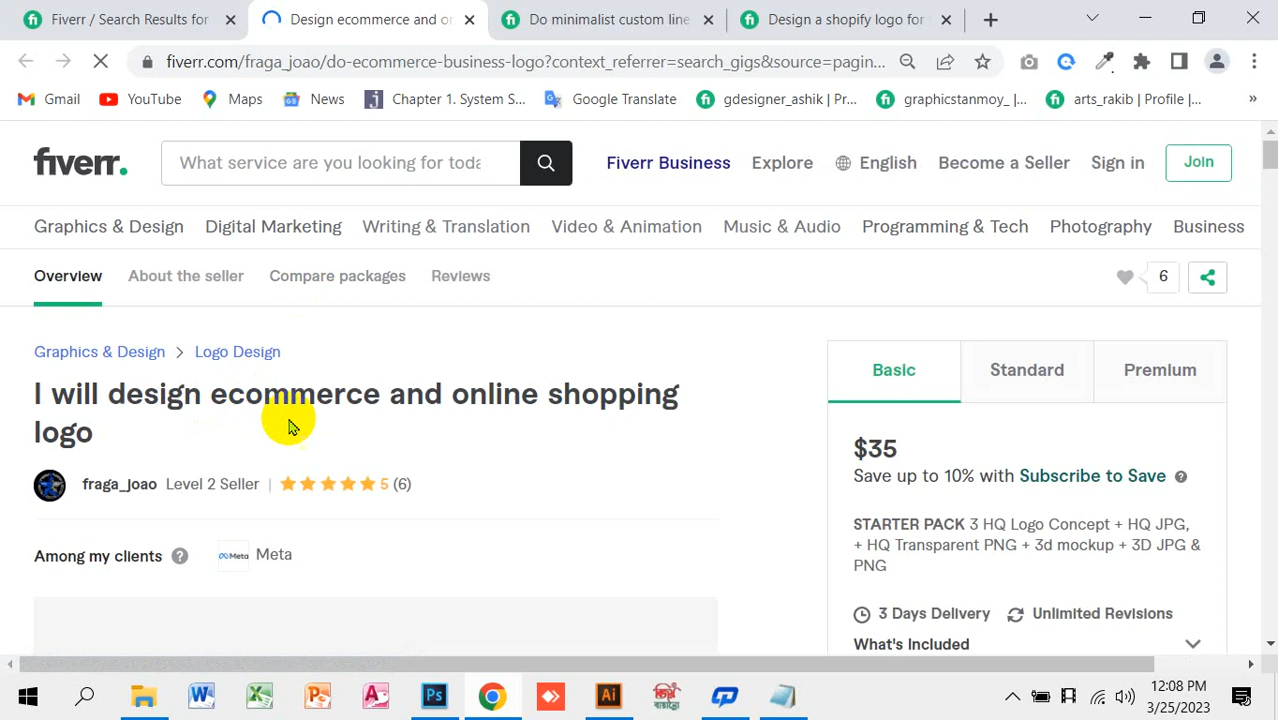 Fiverr / Search Results for
Design ecommerce and or
Do minimalist custom line
Design a shopify logo for
fiverr.com/fraga_joao/do-ecommerce-business-logo?context_referrer=search_gigs&source=pagin...
Gmail
YouTube
Maps
News
Chapter 1. System S...
Google Translate
gdesigner_ashik | Pr...
graphicstanmoy_ |...
arts_rakib | Profile |...
»
fiverr.
What service are you looking for toda
Fiverr Business
Explore
English
Become a Seller
Sign in
Join
Graphics & Design
Digital Marketing
Writing & Translation
Video & Animation
Music & Audio
Programming & Tech
Photography
Business
Overview
About the seller
Compare packages
Reviews
6
Graphics & Design > Logo Design
I will design ecommerce and online shopping
logo
fraga_joao Level 2 Seller | 5 (6)
Among my clients ? Meta Meta
Basic
Standard
Premium
$35
Save up to 10% with Subscribe to Save ?
STARTER PACK 3 HQ Logo Concept + HQ JPG,
+ HQ Transparent PNG + 3d mockup + 3D JPG &
PNG
3 Days Delivery
Unlimited Revisions
What's Included
12:08 PM
3/25/2023